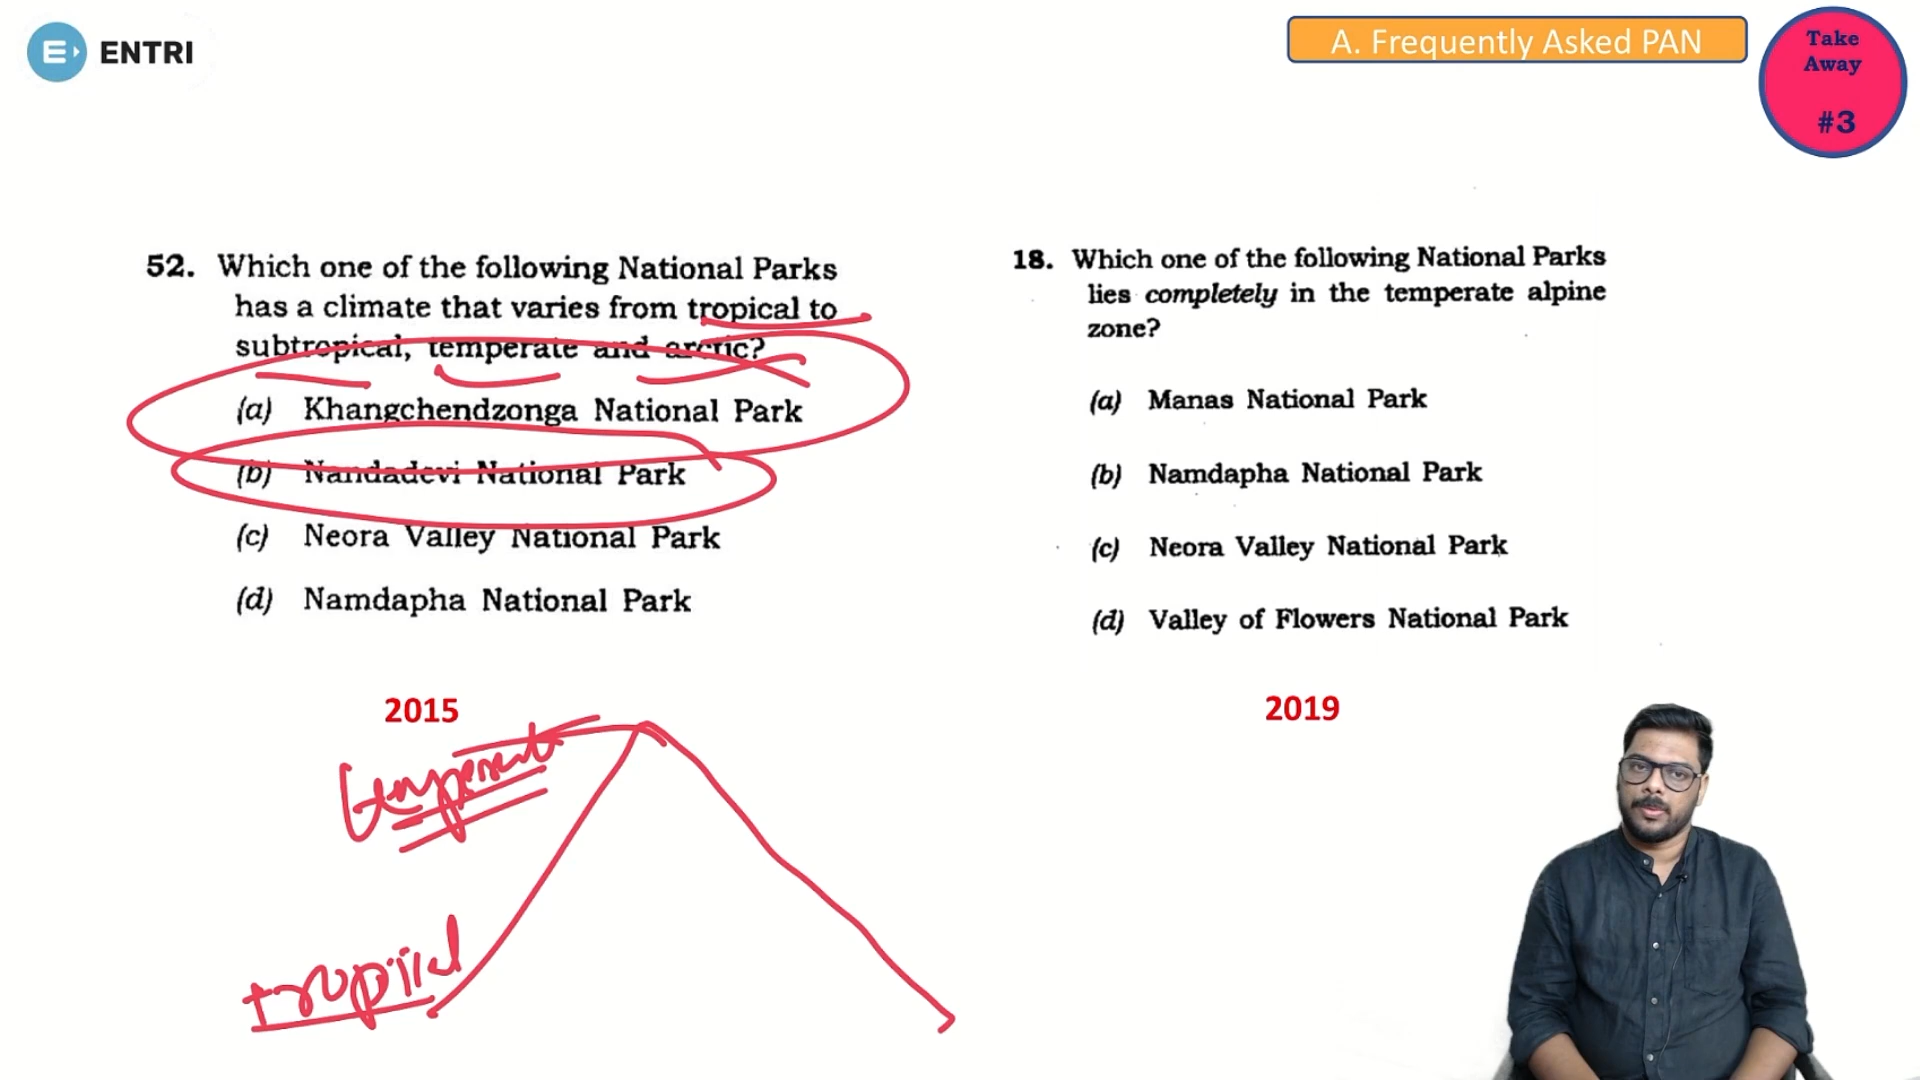 ENTRI
A. Frequently Asked PAN
Take
Away
#3
52. Which one of the following National Parks
has a climate that varies from tropical to
subtropical, temperate and arctic?
(a) Khangchendzonga National Park
(b) Nandadevi National Park
(c) Neora Valley National Park
(d) Namdapha National Park
2015
18. Which one of the following National Parks
lies completely in the temperate alpine
zone?
(a) Manas National Park
(b) Namdapha National Park
(c) Neora Valley National Park
(d) Valley of Flowers National Park
2019
tropical